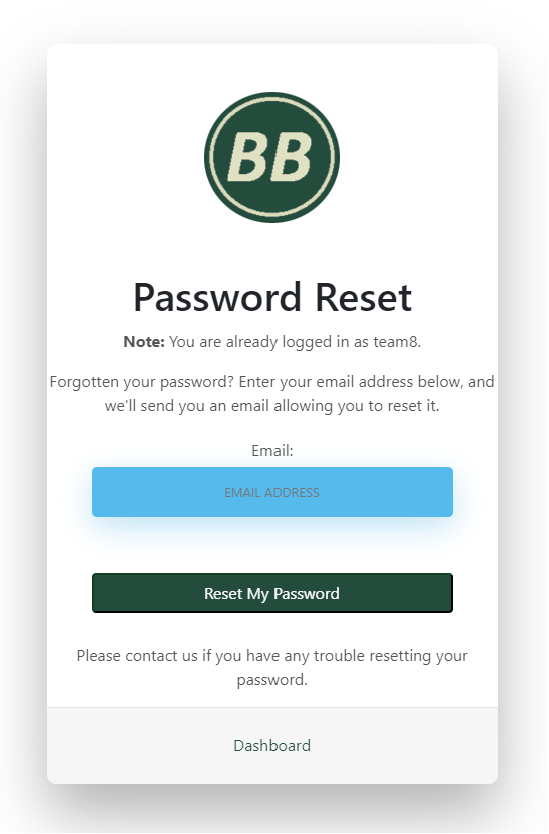 BB
Password Reset
Note: You are already logged in as team8.
Forgotten your password? Enter your email address below, and
we'll send you an email allowing you to reset it.
Email:
EMAIL ADDRESS
Reset My Password
Please contact us if you have any trouble resetting your
password.
Dashboard